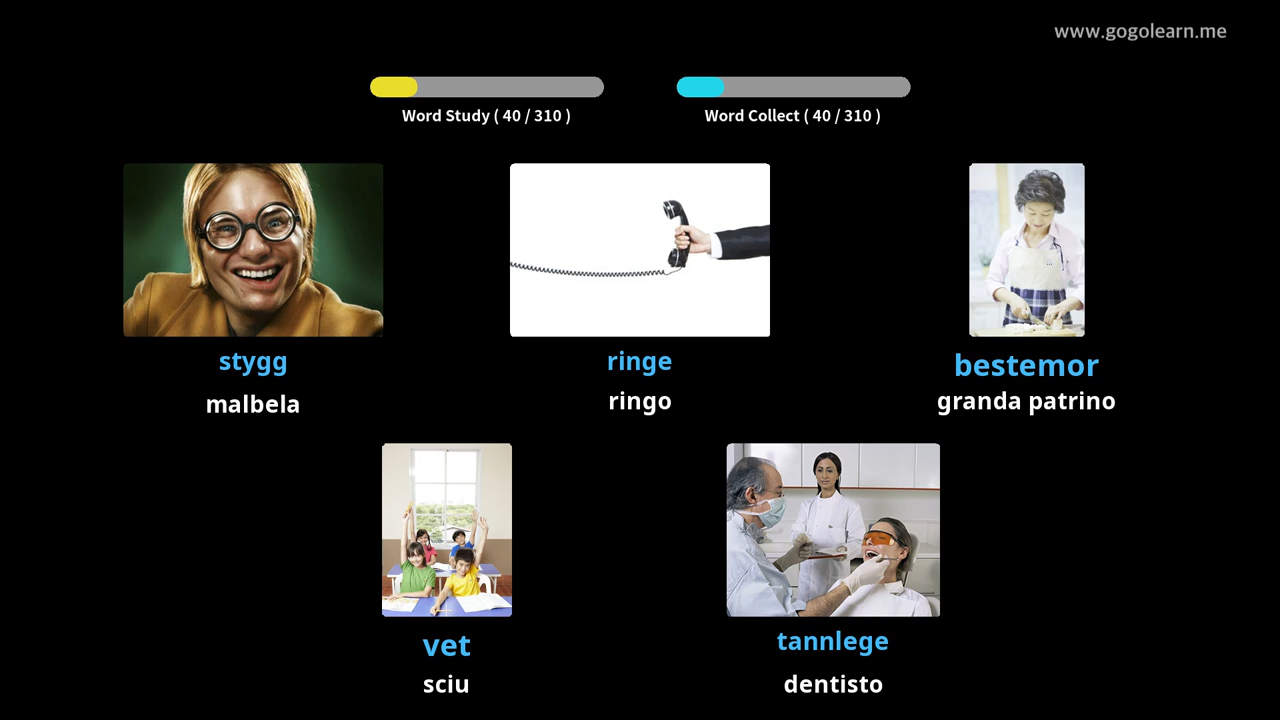 www.gogolearn.me
Word Study ( 40 / 310 )
Word Collect ( 40 / 310 )
stygg
malbela
ringe
ringo
bestemor
granda patrino
vet
sciu
tannlege
dentisto